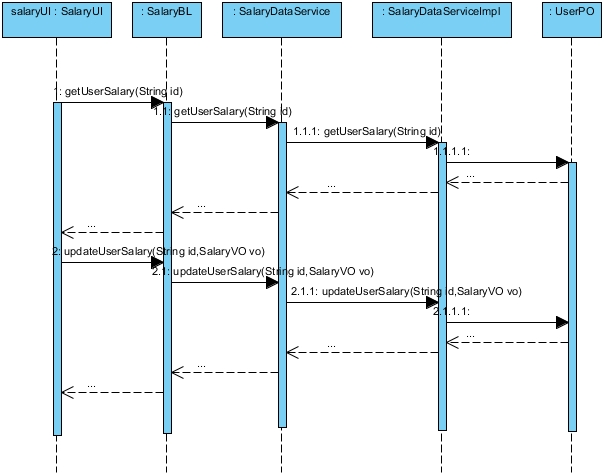 salaryUI : SalaryUI
: SalaryBL
: SalaryDataService
: SalaryDataServiceImpl
: UserPO
1: getUserSalary(String id)
1.1: getUserSalary(String id)
1.1.1: getUserSalary(String id)
1.1.1.1:
...
...
...
...
2: updateUserSalary(String id,SalaryVO vo)
2.1: updateUserSalary(String id,SalaryVO vo)
2.1.1: updateUserSalary(String id,SalaryVO vo)
2.1.1.1:
...
...
...
...